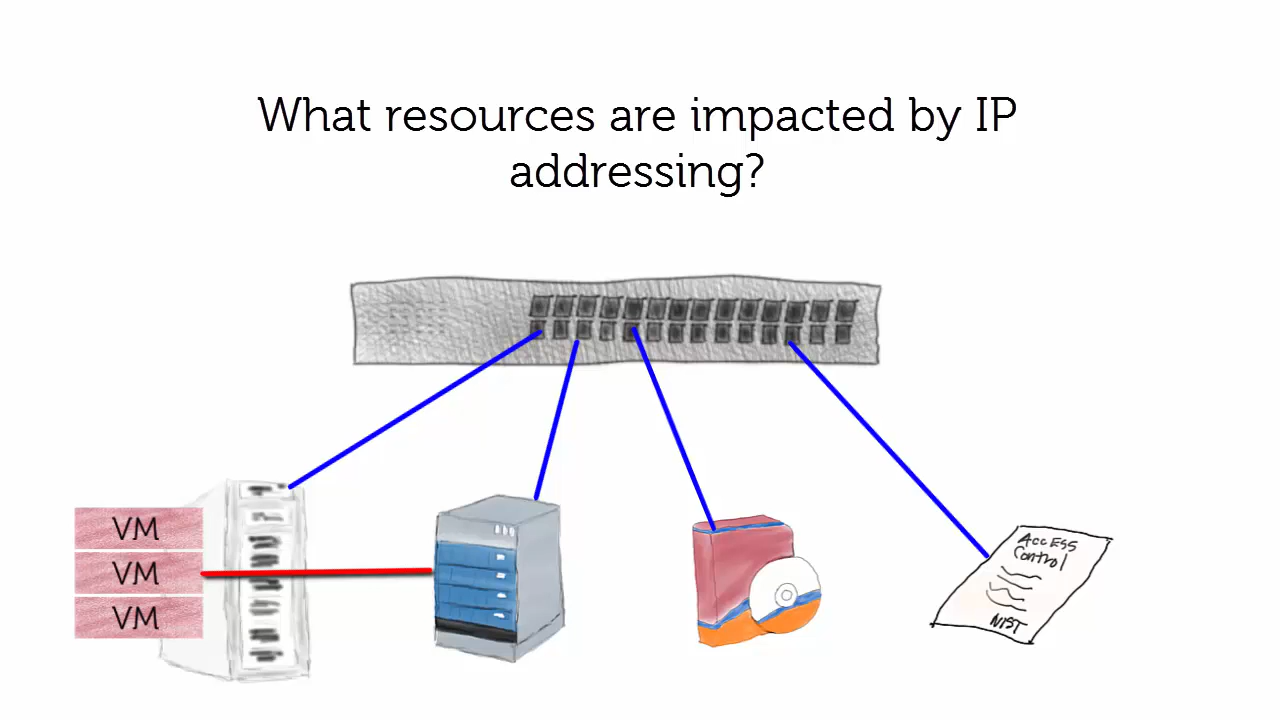 What resources are impacted by IP
addressing?
VM
VM
VM
Access
Control
NIST